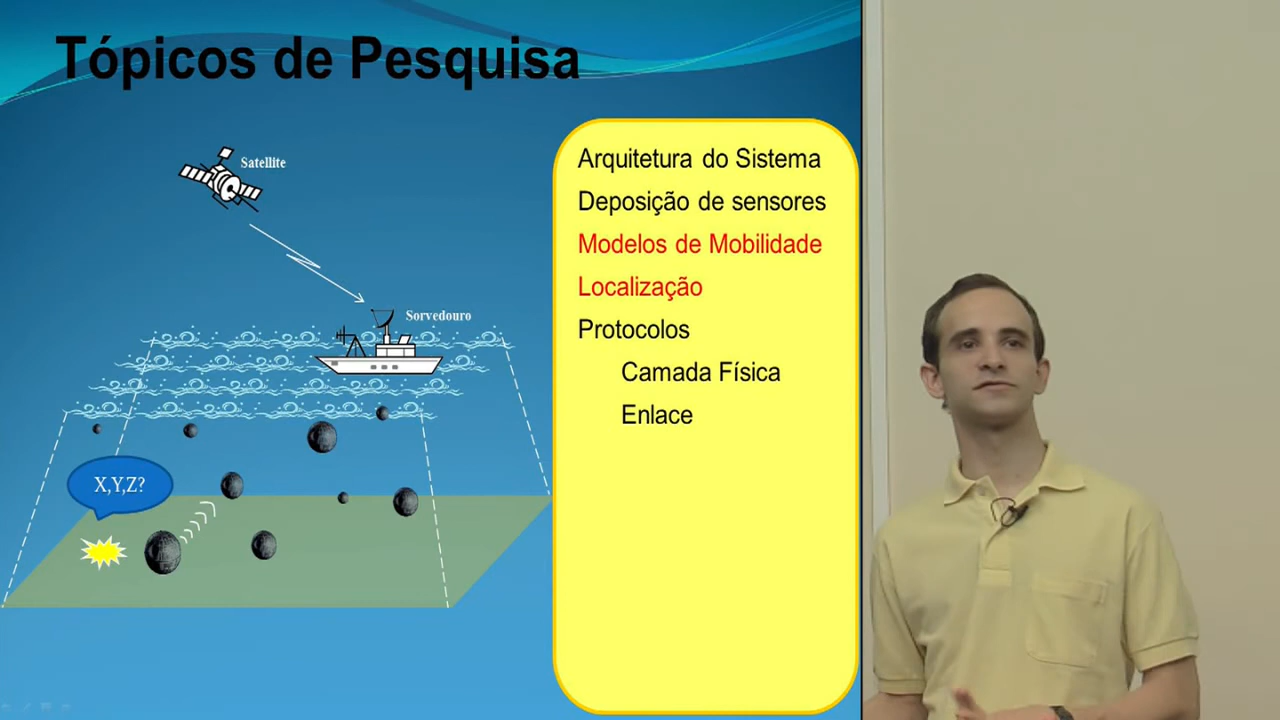 Tópicos de Pesquisa
Satellite
Sorvedouro
X,Y,Z?
Arquitetura do Sistema
Deposição de sensores
Modelos de Mobilidade
Localização
Protocolos
Camada Física
Enlace